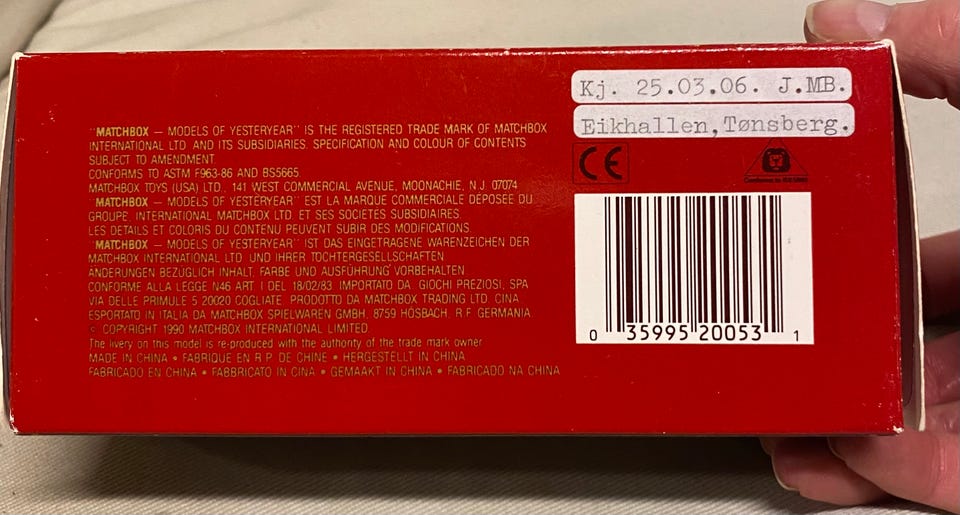 Kj. 25.03.06. J.MB.
Eikhallen,Tønsberg.
"MATCHBOX — MODELS OF YESTERYEAR" IS THE REGISTERED TRADE MARK OF MATCHBOX
INTERNATIONAL LTD. AND ITS SUBSIDIARIES. SPECIFICATION AND COLOUR OF CONTENTS
SUBJECT TO AMENDMENT.
CONFORMS TO ASTM F963-86 AND BS5665.
MATCHBOX TOYS (USA) LTD., 141 WEST COMMERCIAL AVENUE, MOONACHIE, N.J. 07074
"MATCHBOX — MODELS OF YESTERYEAR" EST LA MARQUE COMMERCIALE DÉPOSÉE DU
GROUPE, INTERNATIONAL MATCHBOX LTD. ET SES SOCIETES SUBSIDIAIRES.
LES DETAILS ET COLORIS DU CONTENU PEUVENT SUBIR DES MODIFICATIONS.
"MATCHBOX — MODELS OF YESTERYEAR" IST DAS EINGETRAGENE WARENZEICHEN DER
MATCHBOX INTERNATIONAL LTD. UND IHRER TOCHTERGESELLSCHAFTEN
ÄNDERUNGEN BEZÜGLICH INHALT, FARBE UND AUSFÜHRUNG VORBEHALTEN
CONFORME ALLA LEGGE N46 ART I DEL 18/02/83 IMPORTATO DA: GIOCHI PREZIOSI, SPA
VIA DELLE PRIMULE 5 20020 COGLIATE. PRODOTTO DA MATCHBOX TRADING LTD. CINA
ESPORTATO IN ITALIA DA MATCHBOX SPIELWAREN GMBH, 8759 HÖSBACH, R.F. GERMANIA.
© COPYRIGHT 1990 MATCHBOX INTERNATIONAL LIMITED.
The livery on this model is re-produced with the authority of the trade mark owner
MADE IN CHINA • FABRIQUE EN R.P. DE CHINE • HERGESTELLT IN CHINA
FABRICADO EN CHINA • FABBRICATO IN CINA • GEMAAKT IN CHINA • FABRICADO NA CHINA
CE
0 35995 20053 1